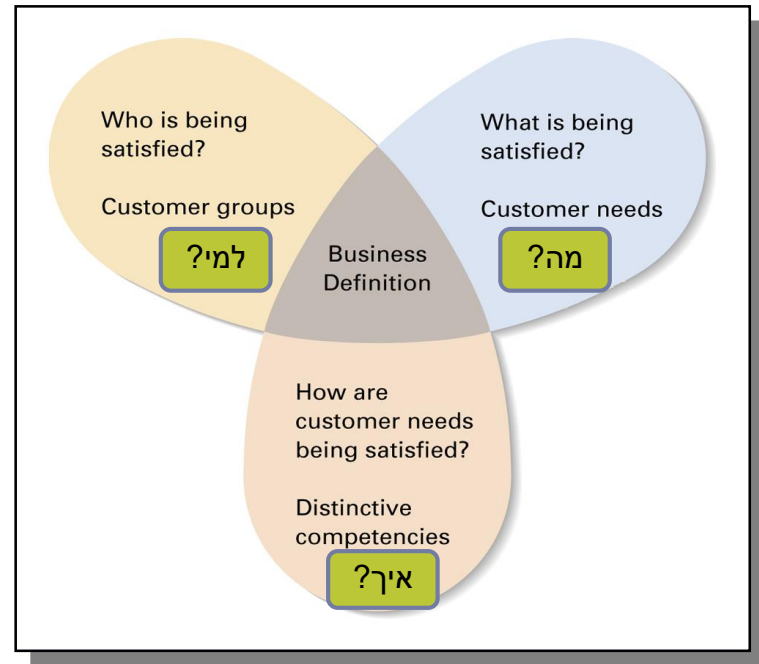 Who is being
satisfied?
Customer groups
למי?
What is being
satisfied?
Customer needs
מה?
Business
Definition
How are
customer needs
being satisfied?
Distinctive
competencies
איך?